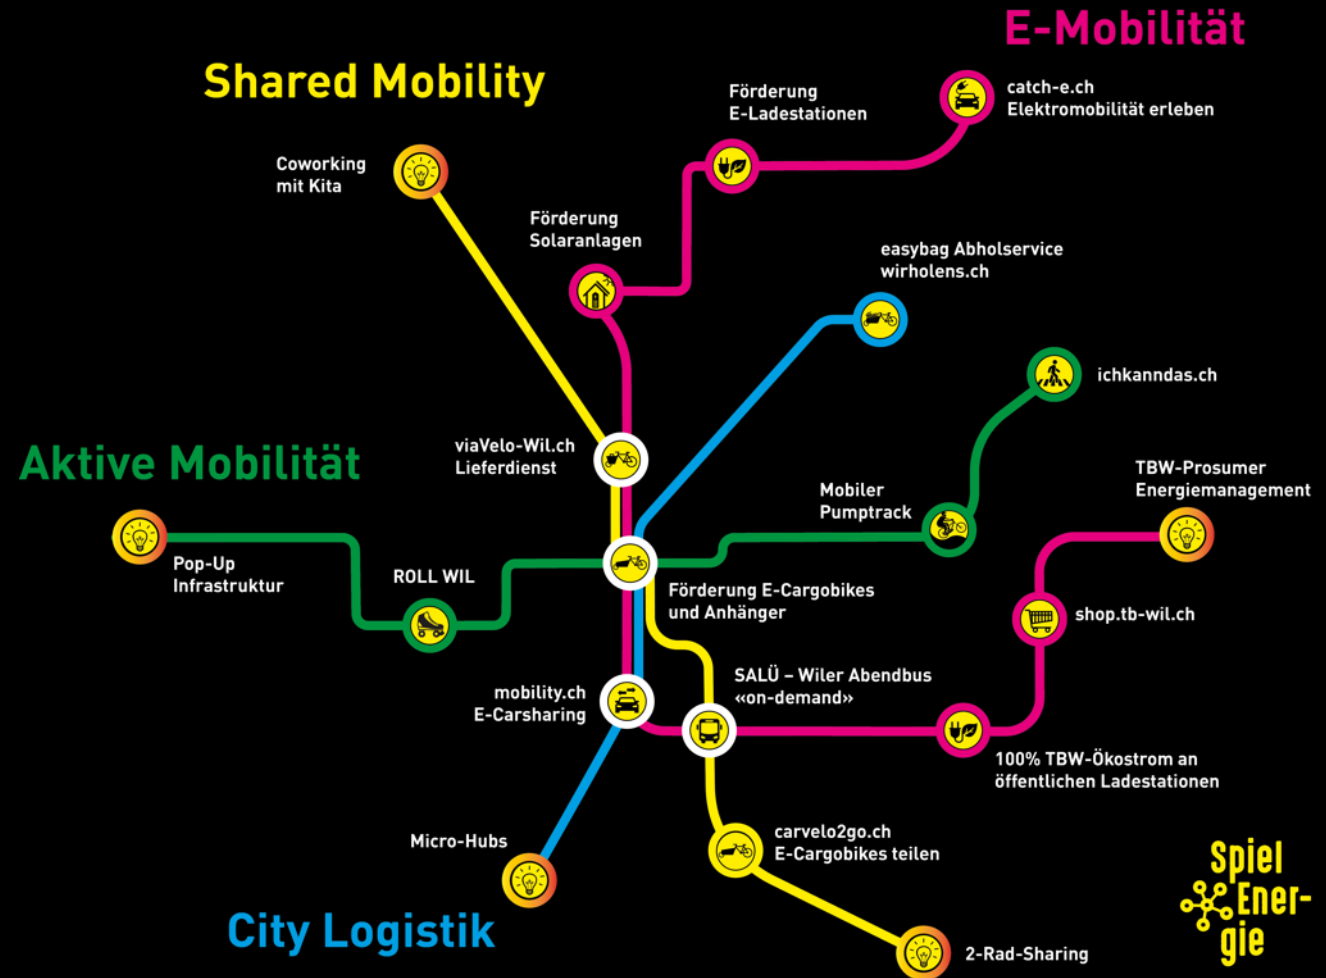 E-Mobilität
Shared Mobility
catch-e.ch
Elektromobilität erleben
Förderung
E-Ladestationen
Coworking
mit Kita
Förderung
Solaranlagen
easybag Abholservice
wirholens.ch
ichkanndas.ch
Aktive Mobilität
viaVelo-Wil.ch
Lieferdienst
TBW-Prosumer
Energiemanagement
Mobiler
Pumptrack
Pop-Up
Infrastruktur
ROLL WIL
Förderung E-Cargobikes
und Anhänger
shop.tb-wil.ch
SALÜ – Wiler Abendbus
«on-demand»
mobility.ch
E-Carsharing
100% TBW-Ökostrom an
öffentlichen Ladestationen
Micro-Hubs
carvelo2go.ch
E-Cargobikes teilen
City Logistik
2-Rad-Sharing
Spiel
Ener-
gie